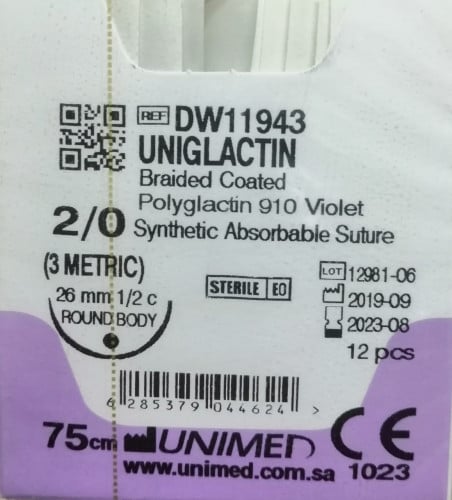 REF DW11943
UNIGLACTIN
Braided Coated
Polyglactin 910 Violet
2/0 Synthetic Absorbable Suture
(3 METRIC)
26 mm 1/2 c
ROUND BODY
STERILE EO
LOT 12981-06
2019-09
2023-08
12 pcs
6 285379 044624 >
75cm UNIMED CE
www.unimed.com.sa 1023